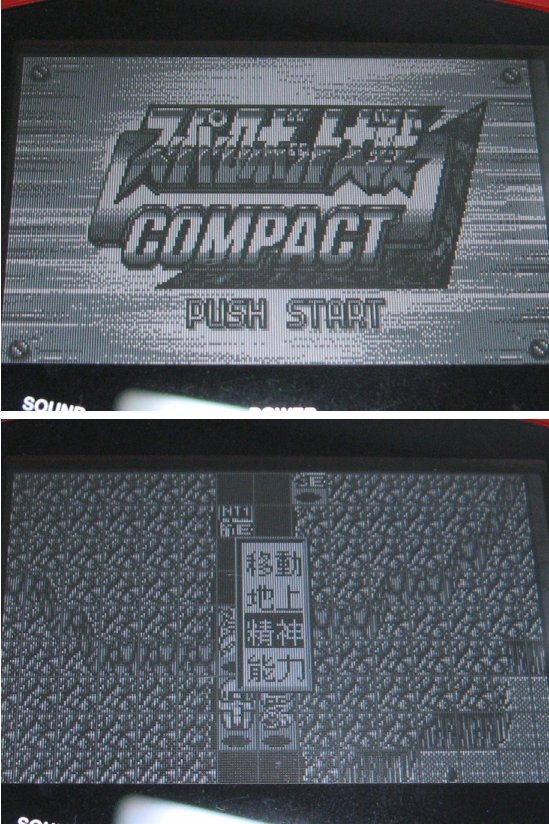 スーパーロボット大戦
COMPACT
PUSH START
SOUND
POWER
移動
地上
精神
能力